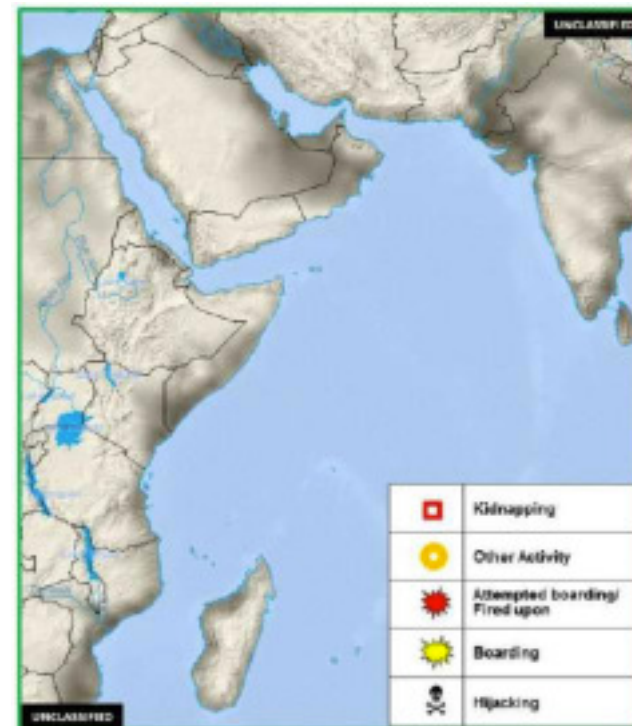 UNCLASSIFIED
Kidnapping
Other Activity
Attempted boarding/
Fired upon
Boarding
Hijacking
UNCLASSIFIED